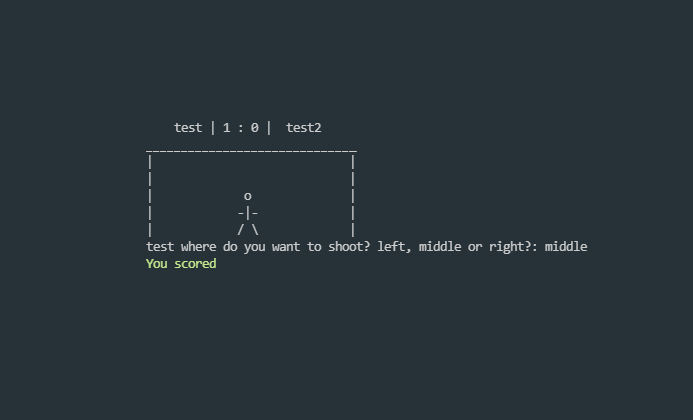 test | 1 : 0 |  test2
______________________________
|                            |
|                            |
|             o              |
|            -|-             |
|            / \             |
test where do you want to shoot? left, middle or right?: middle
You scored